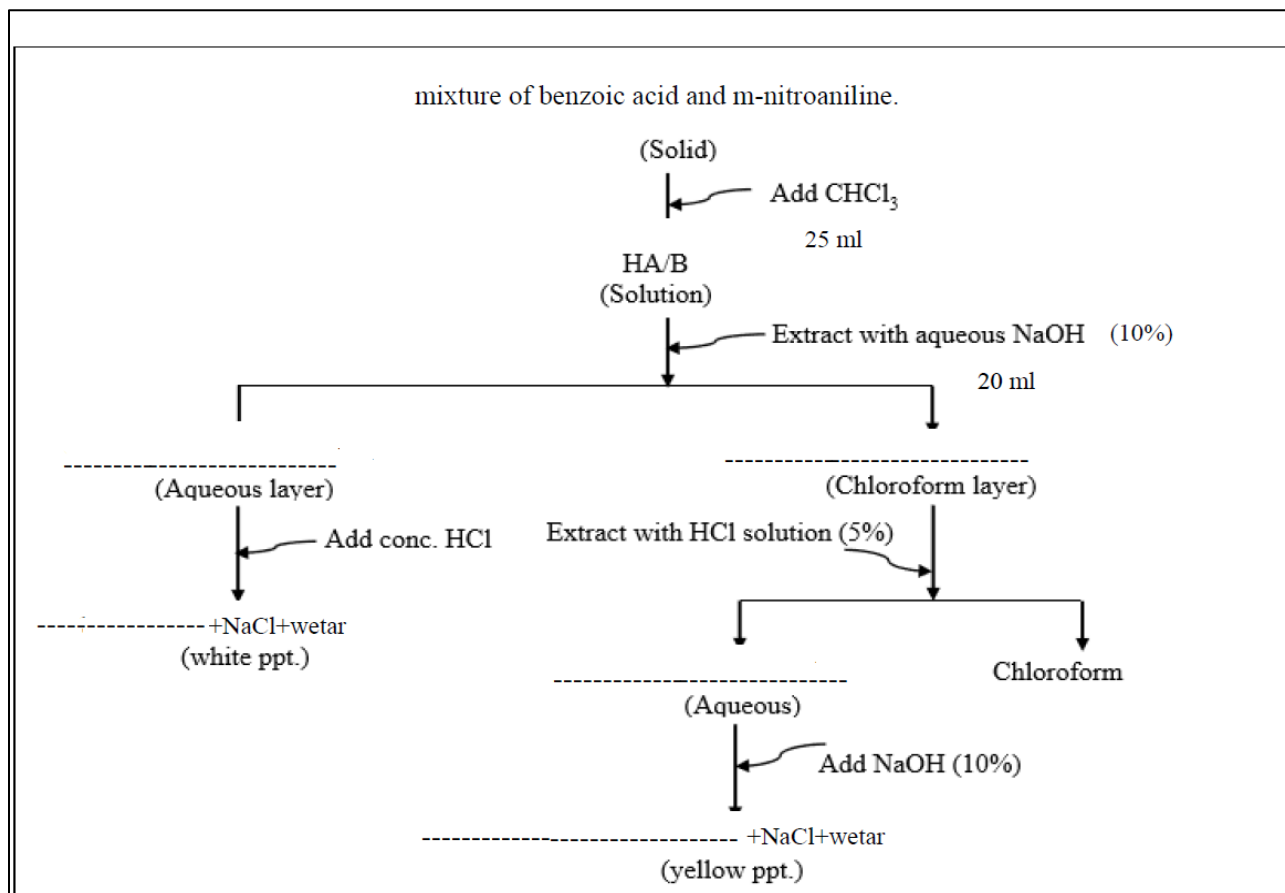 mixture of benzoic acid and m-nitroaniline.
(Solid)
Add CHCl₃
25 ml
HA/B
(Solution)
Extract with aqueous NaOH (10%)
20 ml
---------------------------
(Aqueous layer)
------------------------------
(Chloroform layer)
Add conc. HCl
Extract with HCl solution (5%)
----------------- +NaCl+wetar
(white ppt.)
-----------------------------
(Aqueous)
Chloroform
Add NaOH (10%)
-------------------------------- +NaCl+wetar
(yellow ppt.)